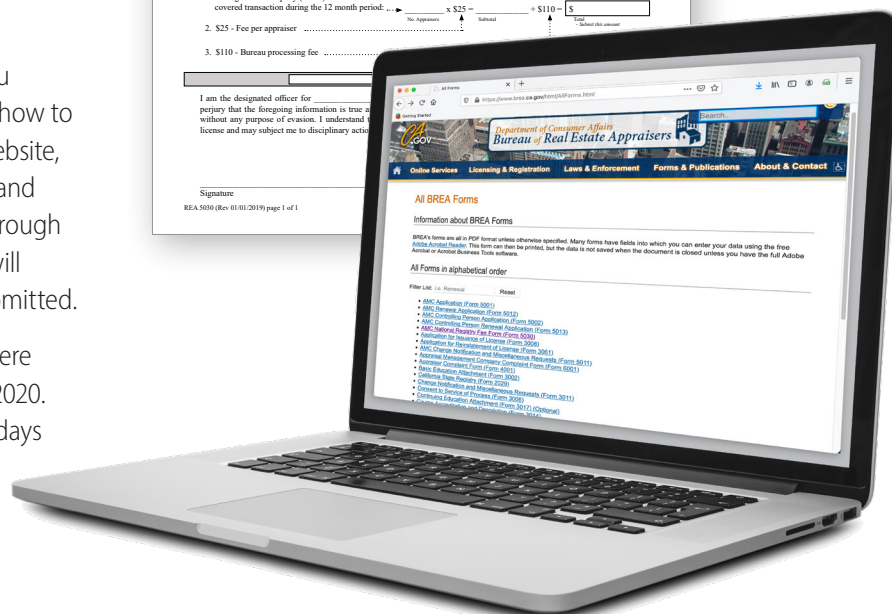 covered transaction during the 12 month period: x $25 = + $110 = $
No. Appraisers Subtotal Total
- Submit this amount
2. $25 - Fee per appraiser
3. $110 - Bureau processing fee
I am the designated officer for
perjury that the foregoing information is true a
without any purpose of evasion. I understand t
license and may subject me to disciplinary actio
Signature
REA 5030 (Rev 01/01/2019) page 1 of 1
u
how to
ebsite,
and
rough
will
omitted.
ere
2020.
days
All Forms
https://www.brea.ca.gov/html/AllForms.html
Getting Started
Search...
CA.GOV
Department of Consumer Affairs
Bureau of Real Estate Appraisers
Online Services Licensing & Registration Laws & Enforcement Forms & Publications About & Contact
All BREA Forms
Information about BREA Forms
BREA's forms are all in PDF format unless otherwise specified. Many forms have fields into which you can enter your data using the free
Adobe Acrobat Reader. This form can then be printed, but the data is not saved when the document is closed unless you have the full Adobe
Acrobat or Acrobat Business Tools software.
All Forms in alphabetical order
Filter List: i.e. Renewal Reset
AMC Application (Form 5001)
AMC Renewal Application (Form 5012)
AMC Controlling Person Application (Form 5002)
AMC Controlling Person Renewal Application (Form 5013)
AMC National Registry Fee Form (Form 5030)
Application for Issuance of License (Form 3008)
Application for Reinstatement of License (Form 3061)
AMC Change Notification and Miscellaneous Requests (Form 5011)
Appraisal Management Company Complaint Form (Form 6001)
Appraiser Complaint Form (Form 4001)
Basic Education Attachment (Form 3002)
California State Registry (Form 2029)
Change Notification and Miscellaneous Requests (Form 3011)
Consent to Service of Process (Form 3006)
Continuing Education Attachment (Form 3017) (Optional)